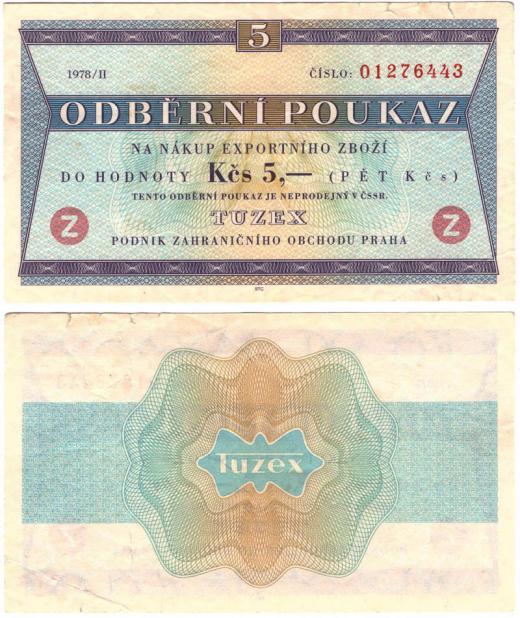 5
1978/II ČÍSLO: 01276443
ODBĚRNÍ POUKAZ
NA NÁKUP EXPORTNÍHO ZBOŽÍ
DO HODNOTY Kčs 5,— (PĚT Kčs)
TENTO ODBĚRNÍ POUKAZ JE NEPRODEJNÝ V ČSSR.
Z TUZEX Z
PODNIK ZAHRANIČNÍHO OBCHODU PRAHA
STC
Tuzex